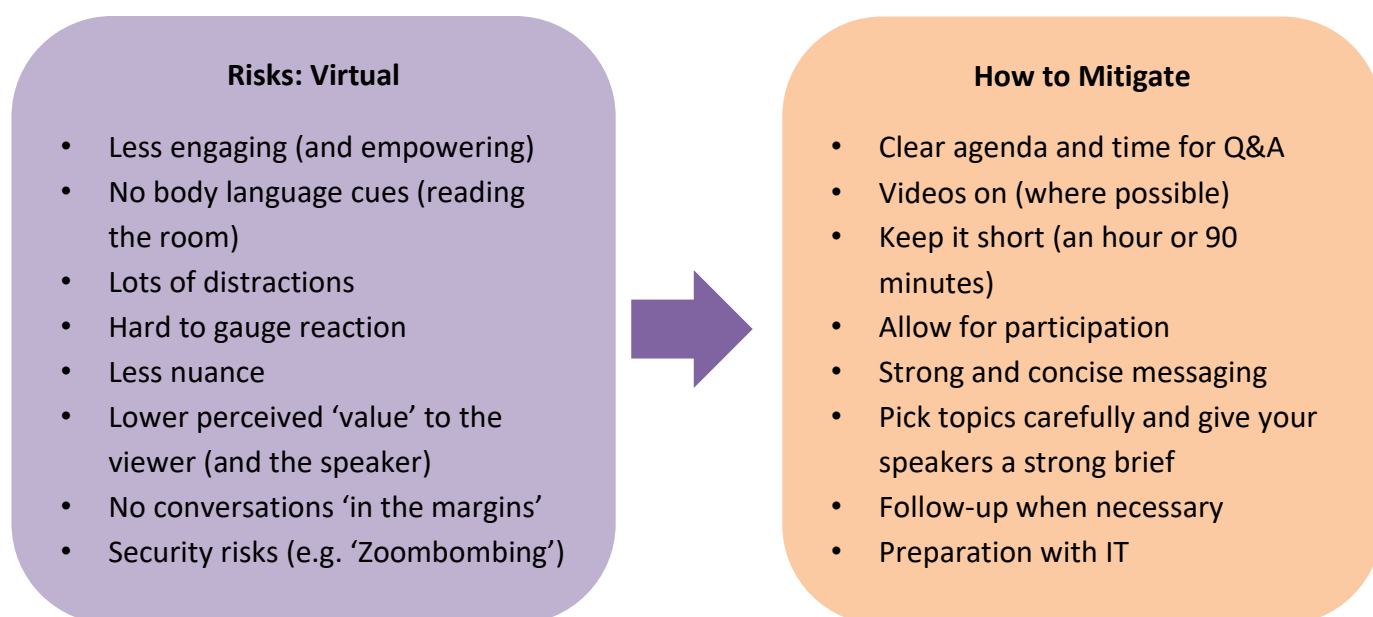 Risks: Virtual
• Less engaging (and empowering)
• No body language cues (reading
the room)
• Lots of distractions
• Hard to gauge reaction
• Less nuance
• Lower perceived ‘value’ to the
viewer (and the speaker)
• No conversations ‘in the margins’
• Security risks (e.g. ‘Zoombombing’)
How to Mitigate
• Clear agenda and time for Q&A
• Videos on (where possible)
• Keep it short (an hour or 90
minutes)
• Allow for participation
• Strong and concise messaging
• Pick topics carefully and give your
speakers a strong brief
• Follow-up when necessary
• Preparation with IT